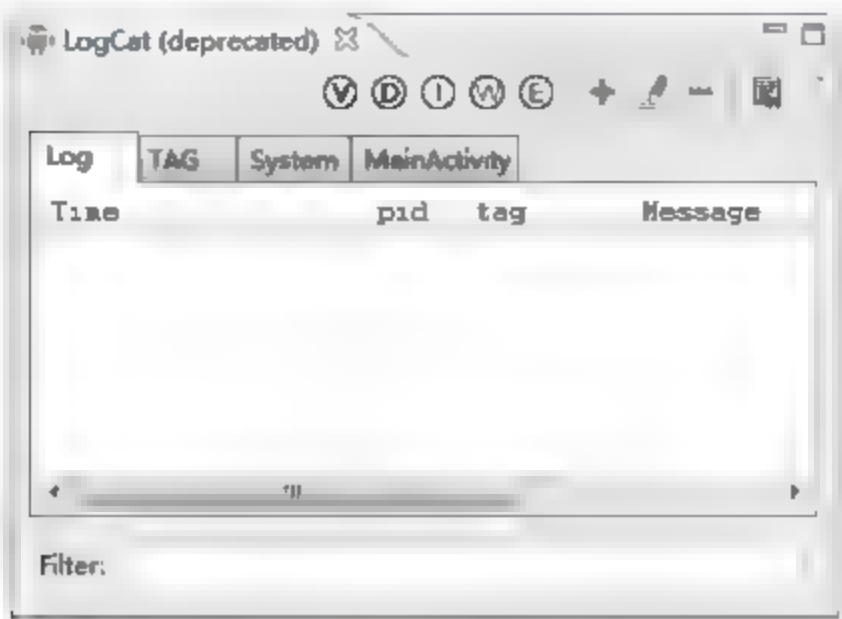 LogCat (deprecated)
V D I W E
Log TAG System MainActivity
Time pid tag Message
Filter: